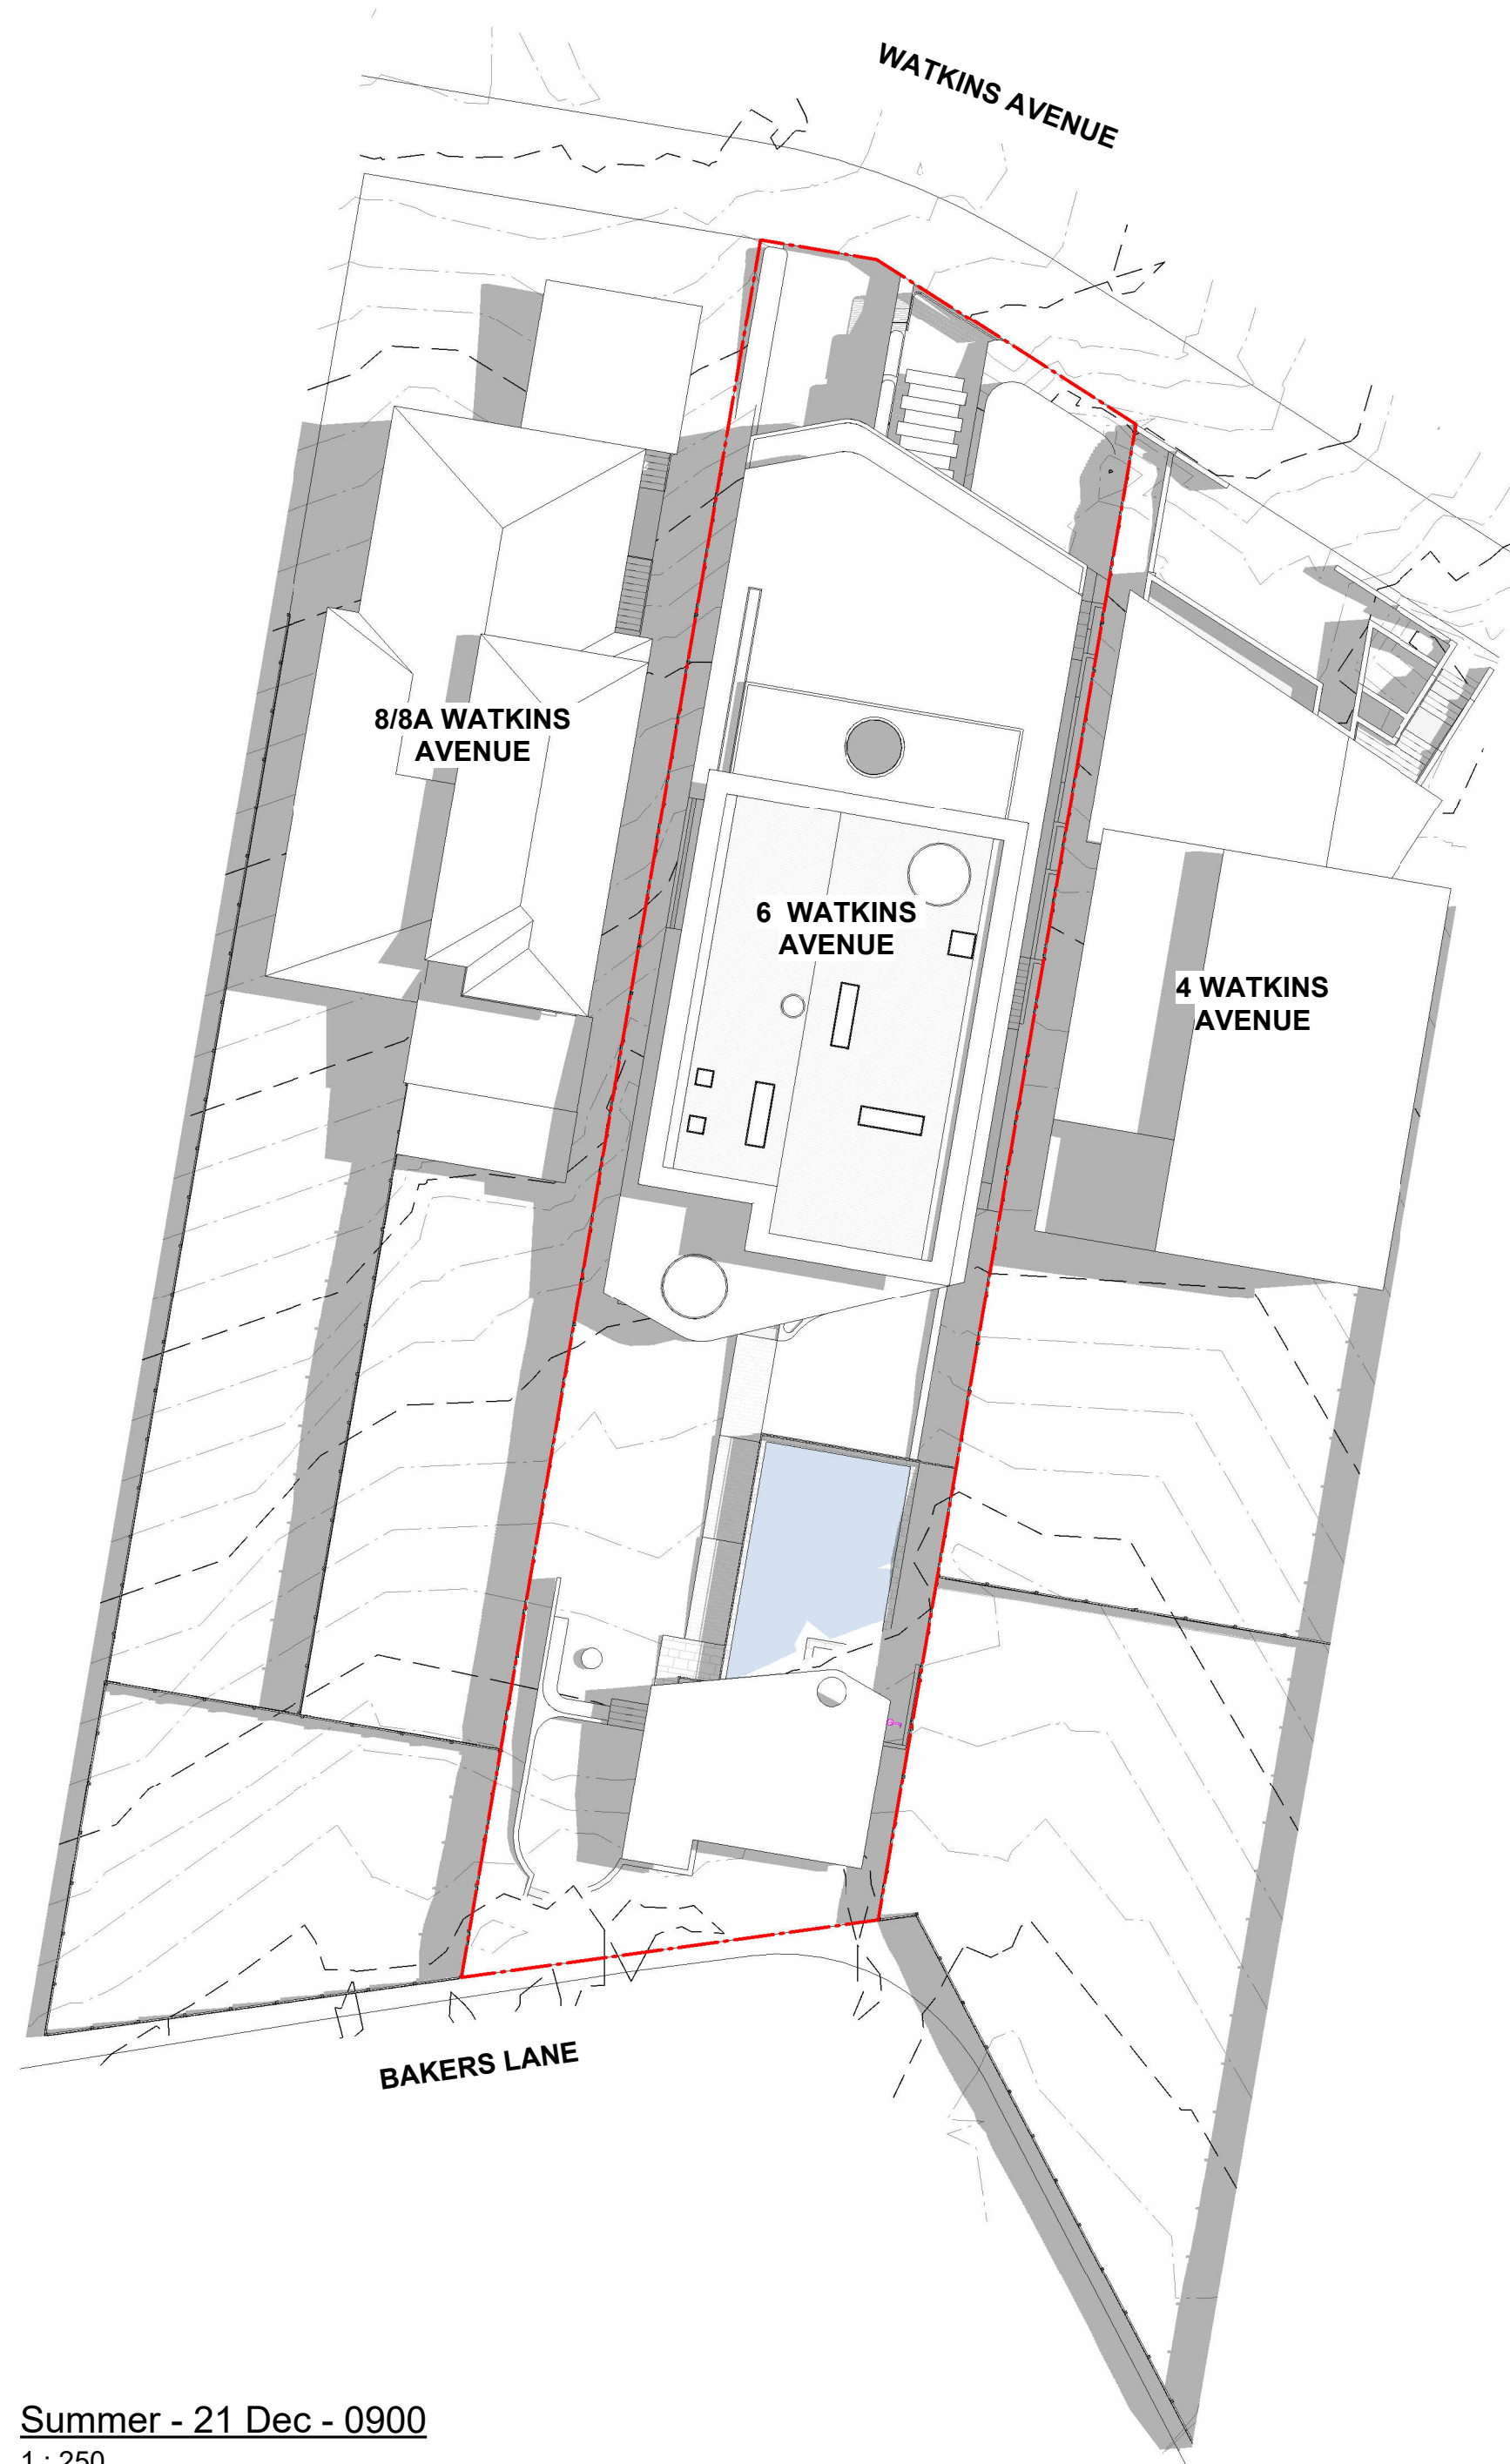 WATKINS AVENUE
8/8A WATKINS
AVENUE
6 WATKINS
AVENUE
4 WATKINS
AVENUE
BAKERS LANE
Summer - 21 Dec - 0900
1 : 250